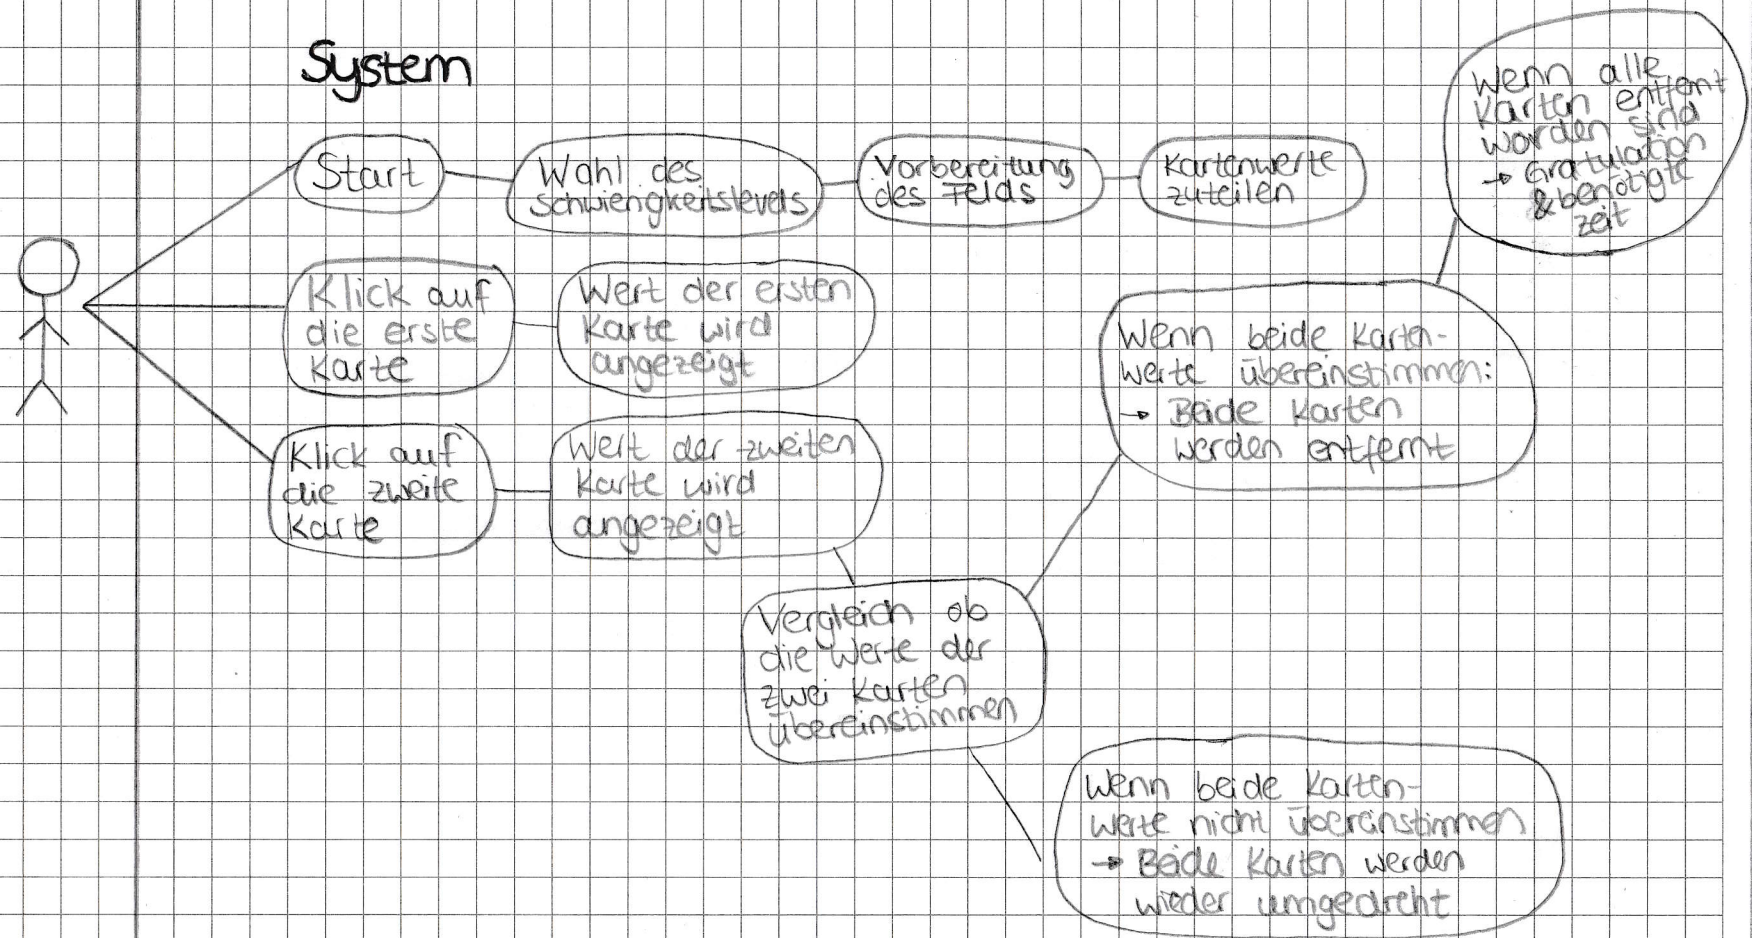 System
Start
Wahl des
Schwierigkeitslevels
Vorbereitung
des Felds
Kartenwerte
zuteilen
Wenn alle
Karten entfernt
worden sind
→ Gratulation
& benötigte
zeit
Klick auf
die erste
Karte
Wert der ersten
Karte wird
angezeigt
Wenn beide Karten-
werte übereinstimmen:
→ Beide Karten
werden entfernt
Klick auf
die zweite
Karte
Wert der zweiten
Karte wird
angezeigt
Vergleich ob
die Werte der
zwei Karten
übereinstimmen
Wenn beide Karten-
werte nicht übereinstimmen
→ Beide Karten werden
wieder umgedreht